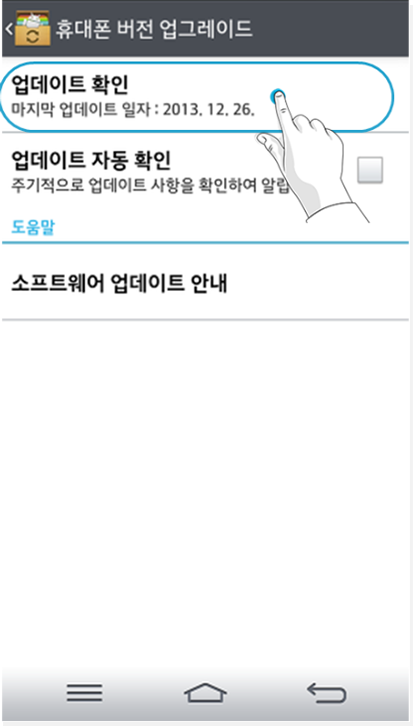 휴대폰 버전 업그레이드
업데이트 확인
마지막 업데이트 일자 : 2013. 12. 26.
업데이트 자동 확인
주기적으로 업데이트 사항을 확인하여 알립
도움말
소프트웨어 업데이트 안내